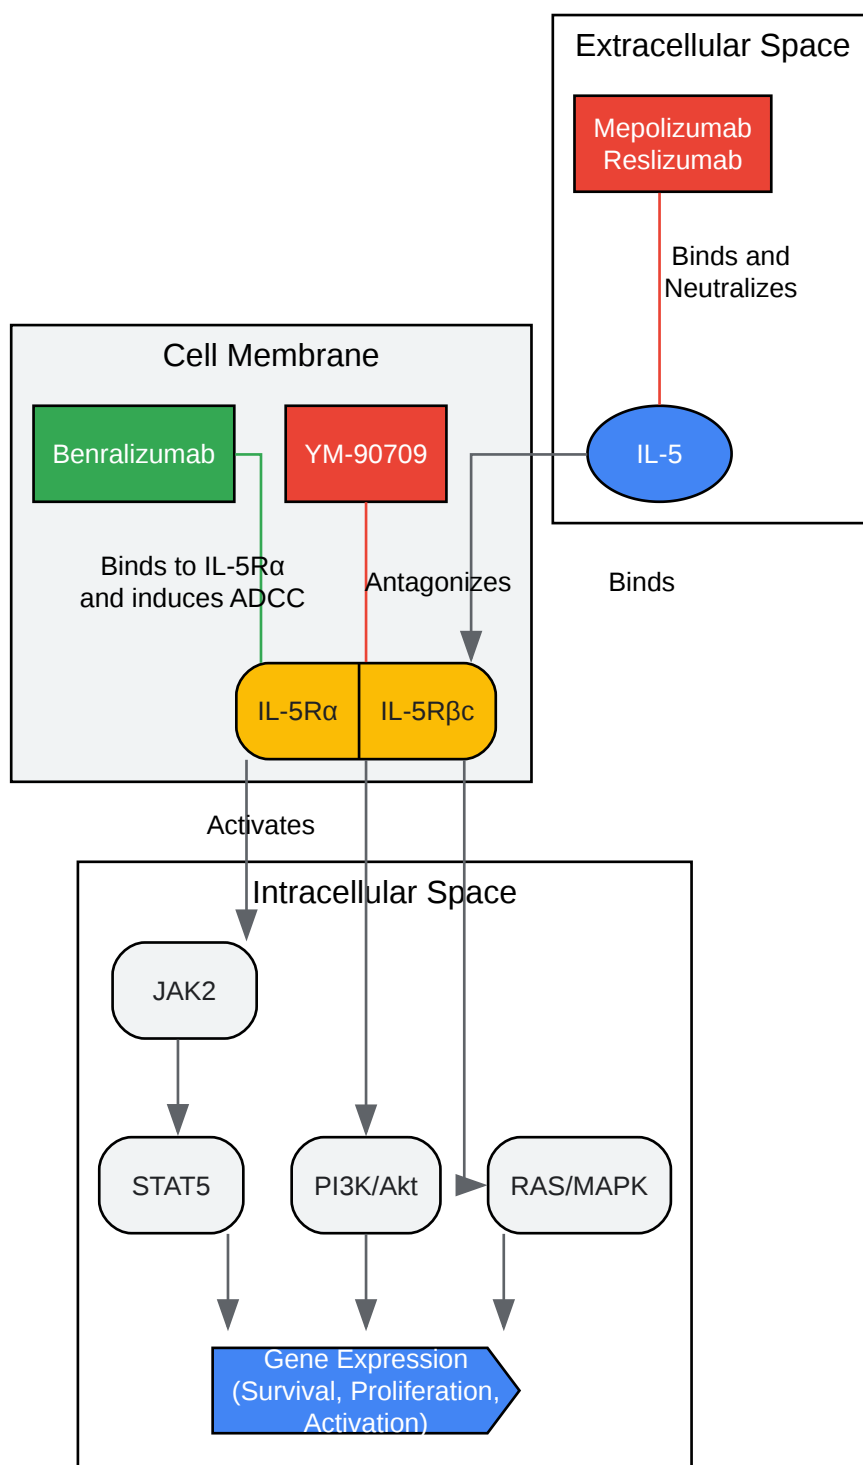 Extracellular Space
Mepolizumab
Reslizumab
Binds and
Neutralizes
Cell Membrane
Benralizumab
YM-90709
IL-5
Binds to IL-5Rα
and induces ADCC
Antagonizes
Binds
IL-5Rα
IL-5Rβc
Activates
Intracellular Space
JAK2
STAT5
PI3K/Akt
RAS/MAPK
Gene Expression
(Survival, Proliferation,
Activation)